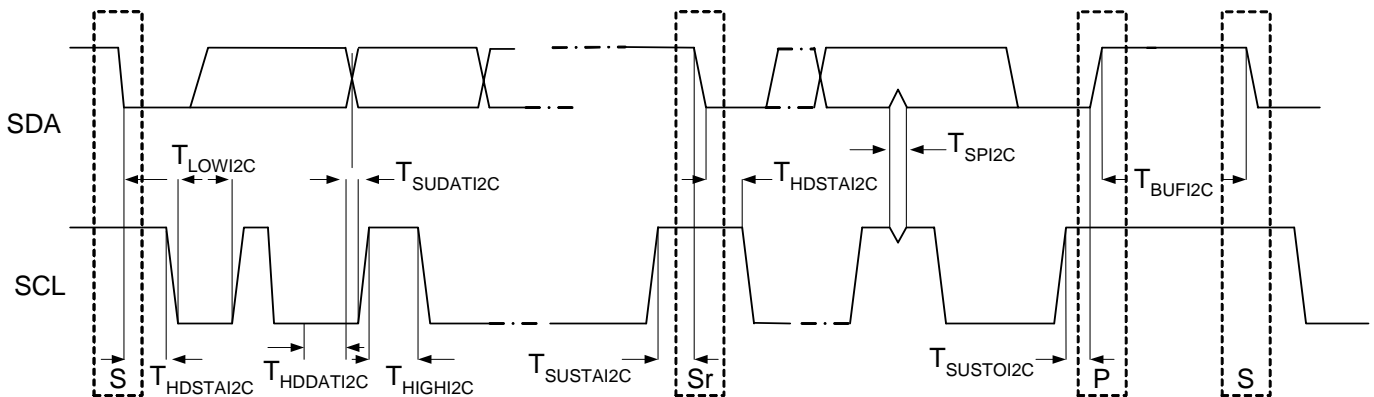 SDA
T_LOWI2C
T_SUDATI2C
T_SPI2C
T_HDSTAI2C
T_BUFI2C
SCL
S
T_HDSTAI2C
T_HDDATI2C
T_HIGHI2C
T_SUSTAI2C
Sr
T_SUSTOI2C
P
S